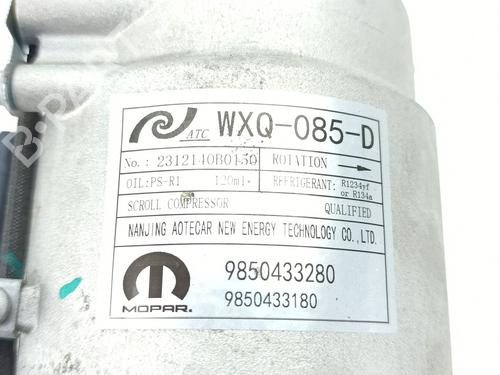 ATC WXQ-085-D
No.: 2312140B0150 ROTATION
OIL:PS-R1 120ml REFRIGERANT: R1234yf or R134a
SCROLL COMPRESSOR QUALIFIED
NANJING AOTECAR NEW ENERGY TECHNOLOGY CO.,LTD.
9850433280
MOPAR. 9850433180